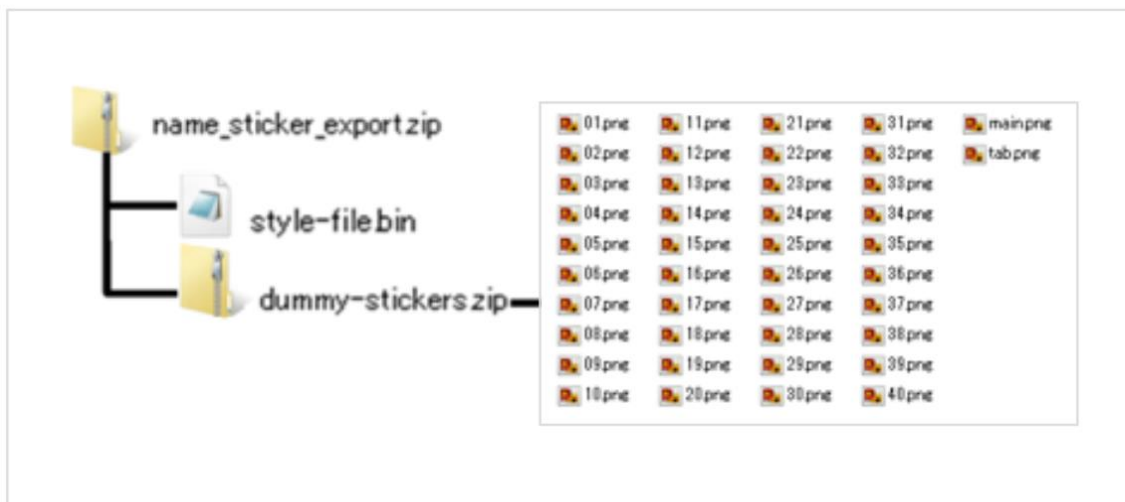 name_sticker_export.zip
style-file.bin
dummy-stickers.zip
01.png 11.png 21.png 31.png main.png
02.png 12.png 22.png 32.png tab.png
03.png 13.png 23.png 33.png
04.png 14.png 24.png 34.png
05.png 15.png 25.png 35.png
06.png 16.png 26.png 36.png
07.png 17.png 27.png 37.png
08.png 18.png 28.png 38.png
09.png 19.png 29.png 39.png
10.png 20.png 30.png 40.png